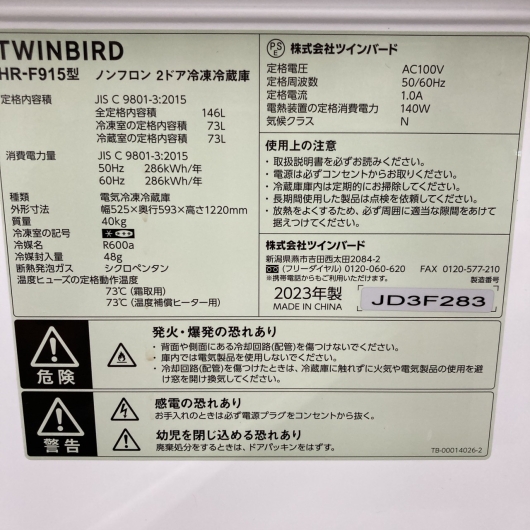 TWINBIRD
HR-F915型 ノンフロン 2ドア冷凍冷蔵庫
定格内容積 JIS C 9801-3:2015
全定格内容積 146L
冷凍室の定格内容積 73L
冷蔵室の定格内容積 73L
消費電力量 JIS C 9801-3:2015
50Hz 286kWh/年
60Hz 286kWh/年
種類 電気冷凍冷蔵庫
外形寸法 幅525×奥行593×高さ1220mm
質量 40kg
冷凍室の記号
冷媒名 R600a
冷媒封入量 48g
断熱発泡ガス シクロペンタン
温度ヒューズの定格動作温度
73℃(霜取用)
73℃(温度補償ヒーター用)
PSE 株式会社ツインバード
定格電圧 AC100V
定格周波数 50/60Hz
定格電流 1.0A
電熱装置の定格消費電力 140W
気候クラス N
使用上の注意
・取扱説明書を必ずお読みください。
・電源は必ずコンセントからお取りください。
・冷蔵庫庫内は定期的にお掃除してください。
・長期間使用した製品は点検を依頼してください。
・放熱をよくするため、必ず周囲に適当な隙間をあけて
据えつけてください。
株式会社ツインバード
新潟県燕市吉田西太田2084-2
(フリーダイヤル) 0120-060-620 FAX 0120-577-210
※携帯電話からもご利用いただけます。
製造番号
2023年製
MADE IN CHINA
JD3F283
危険
発火・爆発の恐れあり
・背面や側面にある冷却回路(配管)を傷つけないでください。
・庫内では電気製品を使用しないでください。
・冷却回路(配管)を傷つけたときは、冷蔵庫に触れずに火気や電気製品の使用を避
け窓を開け換気してください。
警告
感電の恐れあり
お手入れのときは必ず電源プラグをコンセントから抜く。
幼児を閉じ込める恐れあり
廃棄処分をするときは、ドアパッキンをはずす。
TB-00014026-2